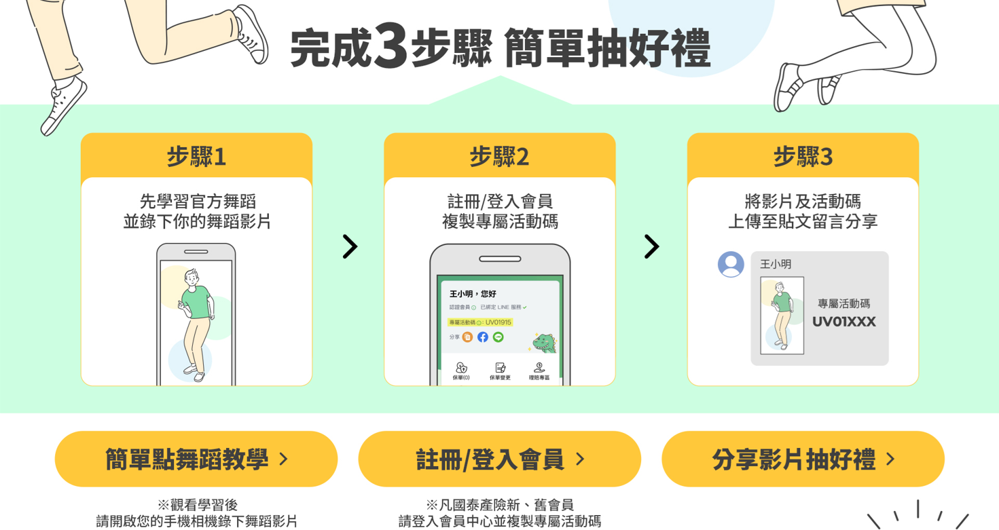 完成3步驟 簡單抽好禮
步驟1
先學習官方舞蹈
並錄下你的舞蹈影片
步驟2
註冊/登入會員
複製專屬活動碼
王小明，您好
認證會員 已綁定 LINE 服務
專屬活動碼 : UV01915
分享
保單(0) 保單變更 理賠專區
步驟3
將影片及活動碼
上傳至貼文留言分享
王小明
專屬活動碼
UV01XXX
簡單點舞蹈教學 >
註冊/登入會員 >
分享影片抽好禮 >
※觀看學習後
請開啟您的手機相機錄下舞蹈影片
※凡國泰產險新、舊會員
請登入會員中心並複製專屬活動碼